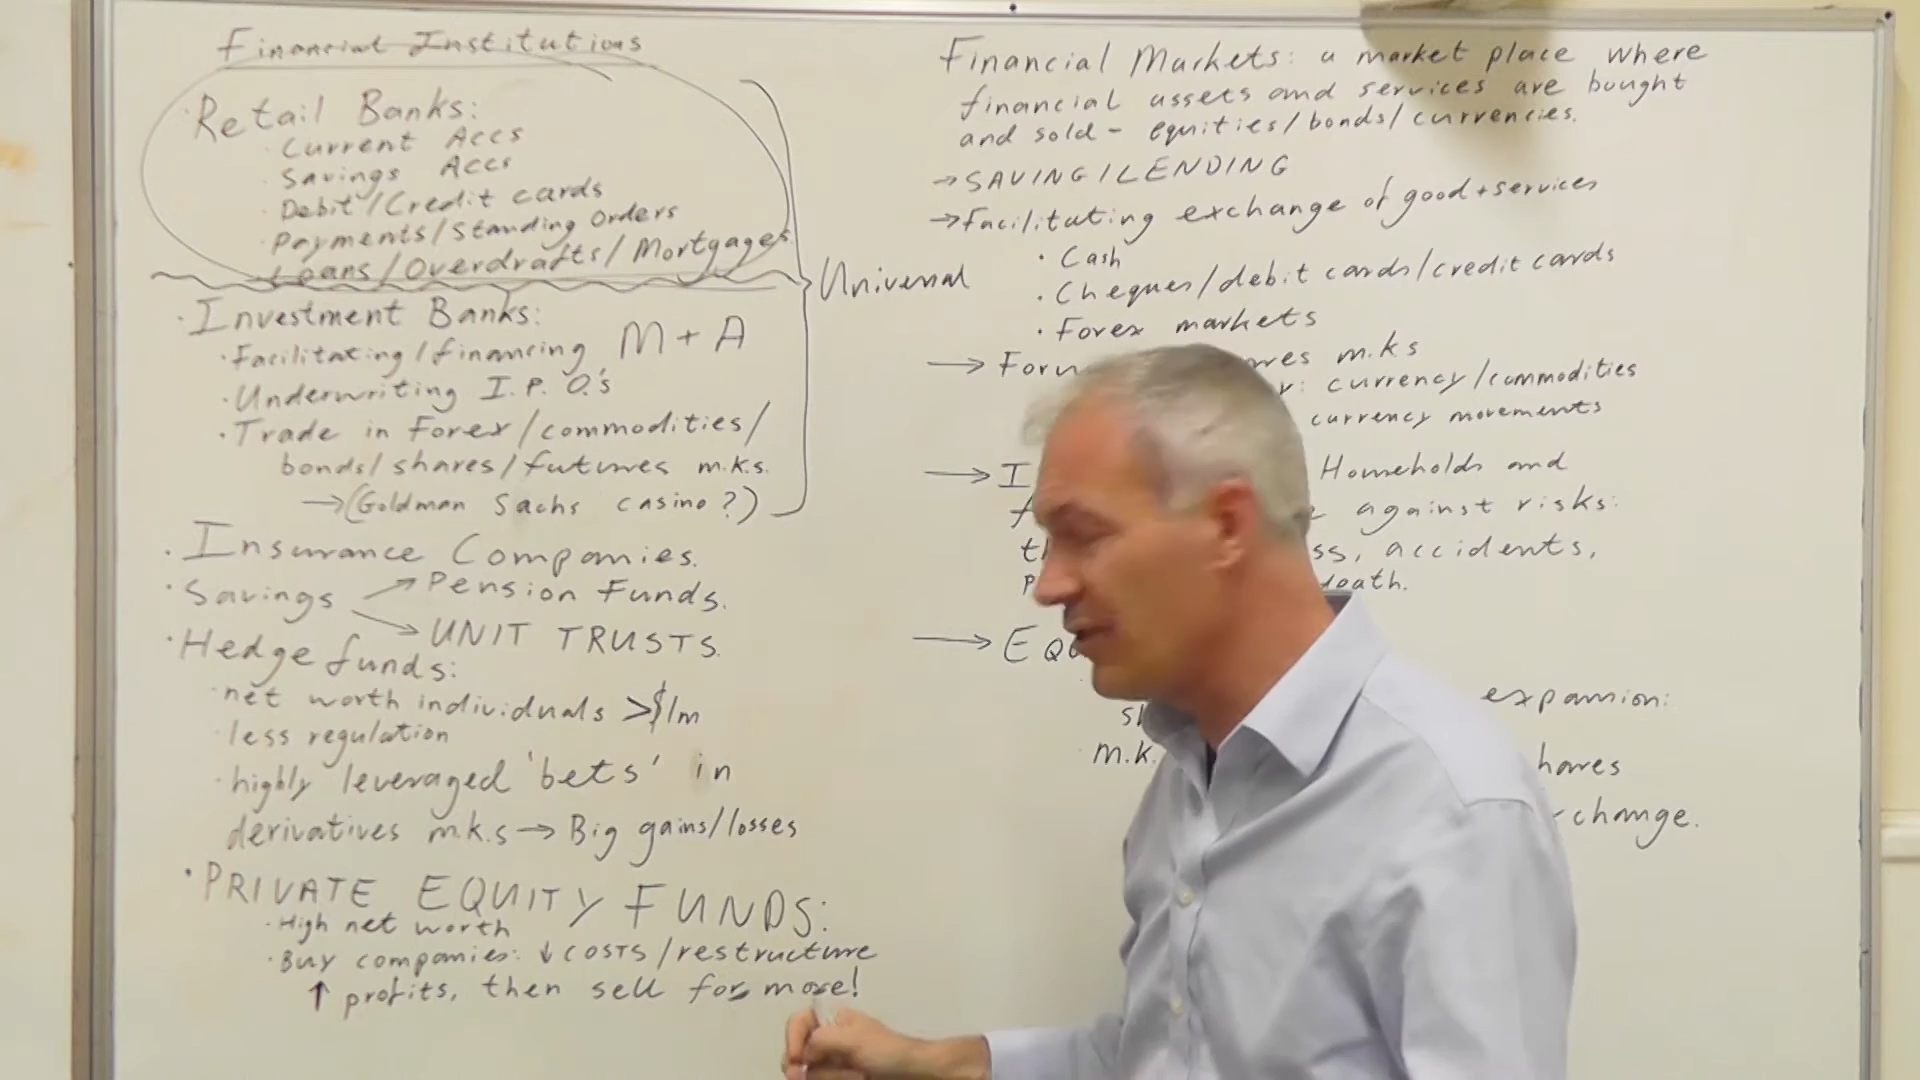 Financial Institutions
· Retail Banks:
· Current Accs
· Savings Accs
· Debit/Credit cards
· Payments/Standing Orders
· Loans/Overdrafts/Mortgages
· Investment Banks:
· Facilitating/financing M + A
· Underwriting I.P.O.'s
· Trade in Forex/commodities/
bonds/shares/futures m.k.s.
→ (Goldman Sachs casino?)
Universal
· Insurance Companies.
· Savings → Pension Funds.
→ UNIT TRUSTS.
· Hedge funds:
· net worth individuals >$1m
· less regulation
· highly leveraged 'bets' in
derivatives m.k.s → Big gains/losses
· PRIVATE EQUITY FUNDS:
· High net worth
· Buy companies: ↓ costs/restructure
↑ profits, then sell for more!
Financial Markets: a market place where
financial assets and services are bought
and sold - equities/bonds/currencies.
→ SAVING/LENDING
→ Facilitating exchange of good + services
· Cash
· Cheques/debit cards/credit cards
· Forex markets
→ m.k.s
currency/commodities
currency movements
→ Households and
against risks:
accidents,
death.
→
expansion:
m.k.